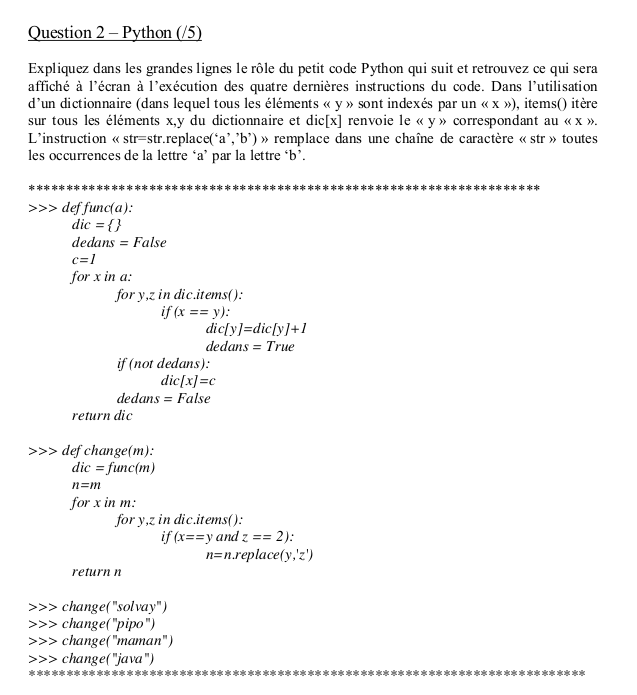 Question 2 – Python (/5)
Expliquez dans les grandes lignes le rôle du petit code Python qui suit et retrouvez ce qui sera
affiché à l'écran à l'exécution des quatre dernières instructions du code. Dans l'utilisation
d'un dictionnaire (dans lequel tous les éléments « y » sont indexés par un « x »), items() itère
sur tous les éléments x,y du dictionnaire et dic[x] renvoie le « y » correspondant au « x ».
L'instruction « str=str.replace('a','b') » remplace dans une chaîne de caractère « str » toutes
les occurrences de la lettre 'a' par la lettre 'b'.
********************************************************************
>>> def func(a):
dic = {}
dedans = False
c=1
for x in a:
for y,z in dic.items():
if (x == y):
dic[y]=dic[y]+1
dedans = True
if (not dedans):
dic[x]=c
dedans = False
return dic
>>> def change(m):
dic = func(m)
n=m
for x in m:
for y,z in dic.items():
if (x==y and z == 2):
n=n.replace(y,'z')
return n
>>> change("solvay")
>>> change("pipo")
>>> change("maman")
>>> change("java")
**************************************************************************